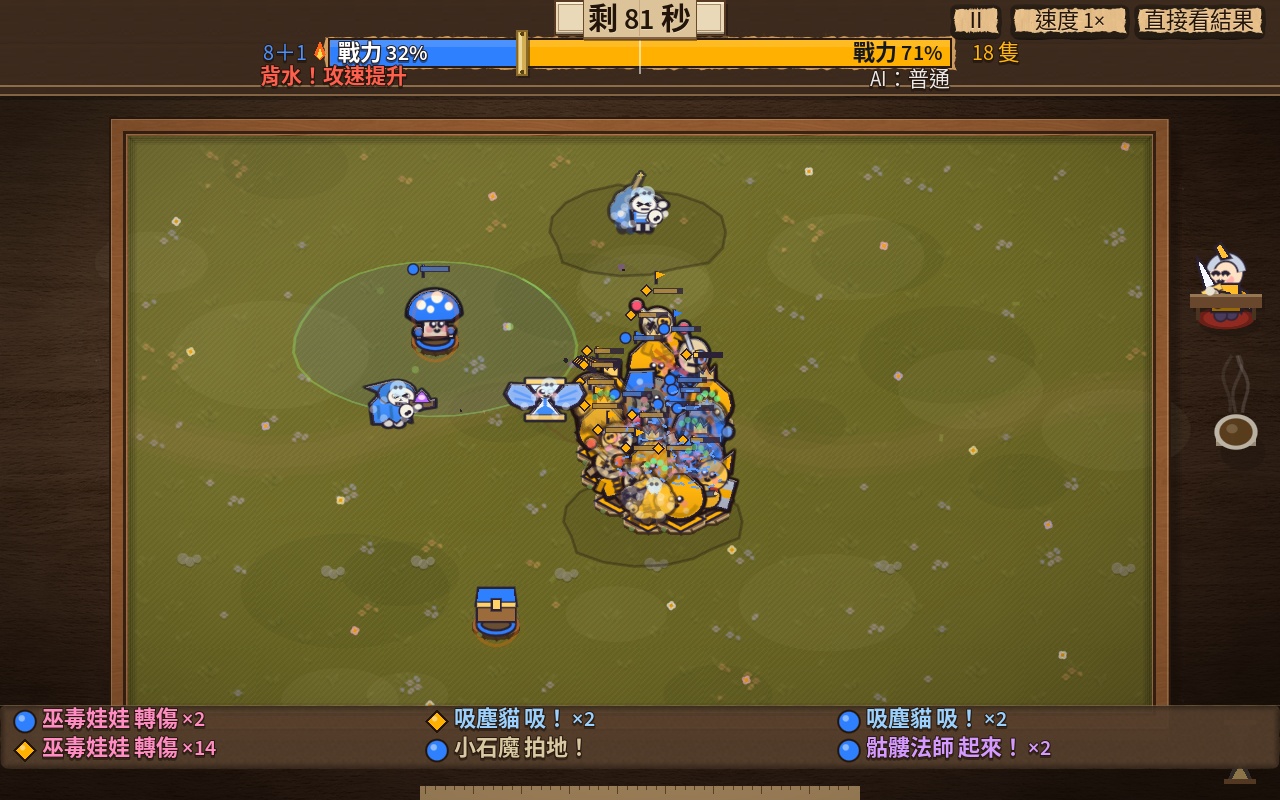 剩 81 秒
II
速度 1×
直接看結果
8+1
戰力 32%
戰力 71%
18 隻
背水！攻速提升
AI：普通
巫毒娃娃 轉傷 ×2
吸塵貓 吸！ ×2
吸塵貓 吸！ ×2
巫毒娃娃 轉傷 ×14
小石魔 拍地！
骷髏法師 起來！ ×2